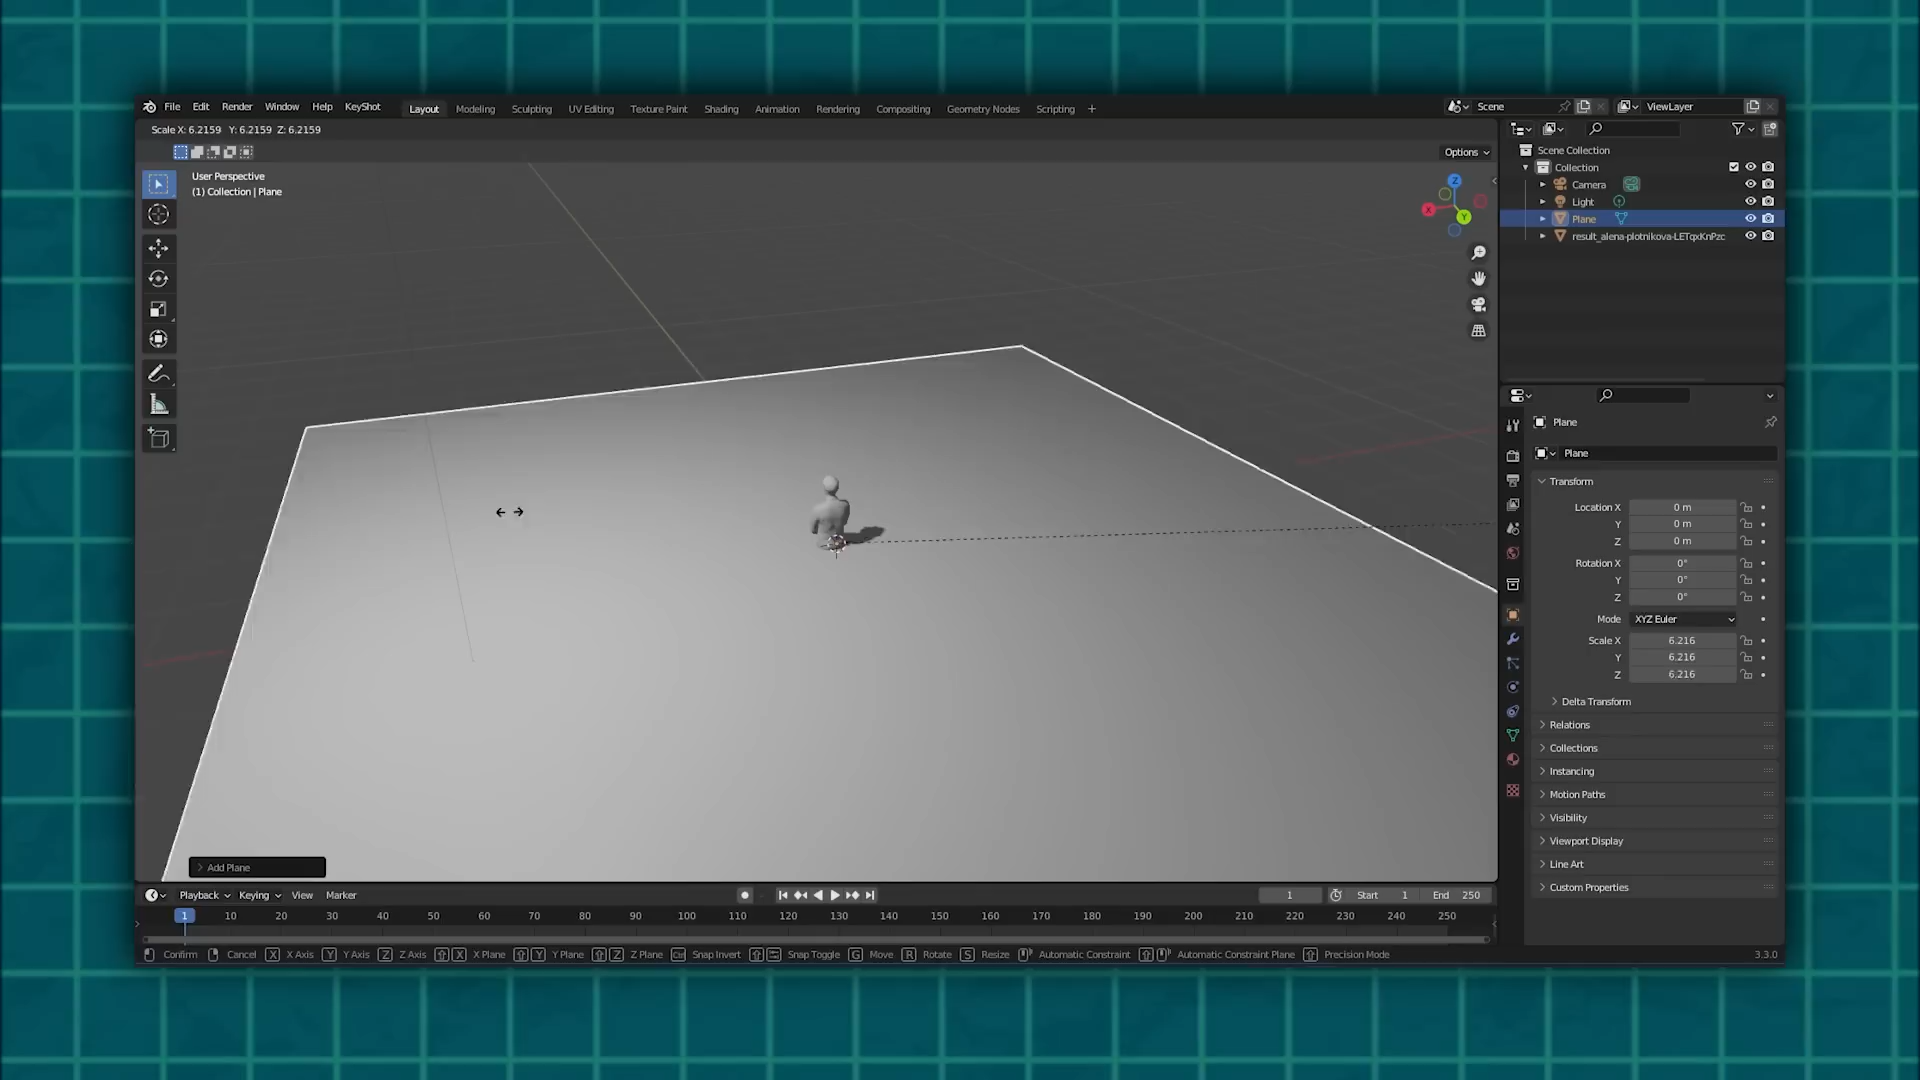 File Edit Render Window Help KeyShot Layout Modeling Sculpting UV Editing Texture Paint Shading Animation Rendering Compositing Geometry Nodes Scripting + Scene ViewLayer
Scale X: 6.2159 Y: 6.2159 Z: 6.2159
Options
User Perspective
(1) Collection | Plane
Z
X
Y
Scene Collection
Collection
Camera
Light
Plane
result_alena-plotnikova-LETqxKnPzc
Plane
Plane
Transform
Location X 0 m
Y 0 m
Z 0 m
Rotation X 0°
Y 0°
Z 0°
Mode XYZ Euler
Scale X 6.216
Y 6.216
Z 6.216
Delta Transform
Relations
Collections
Instancing
Motion Paths
Visibility
Viewport Display
Line Art
Custom Properties
Add Plane
Playback Keying View Marker 1 Start 1 End 250
1 10 20 30 40 50 60 70 80 90 100 110 120 130 140 150 160 170 180 190 200 210 220 230 240 250
Confirm Cancel X X Axis Y Y Axis Z Z Axis X X Plane Y Y Plane Z Z Plane Ctrl Snap Invert Snap Toggle G Move R Rotate S Resize Automatic Constraint Automatic Constraint Plane Precision Mode 3.3.0